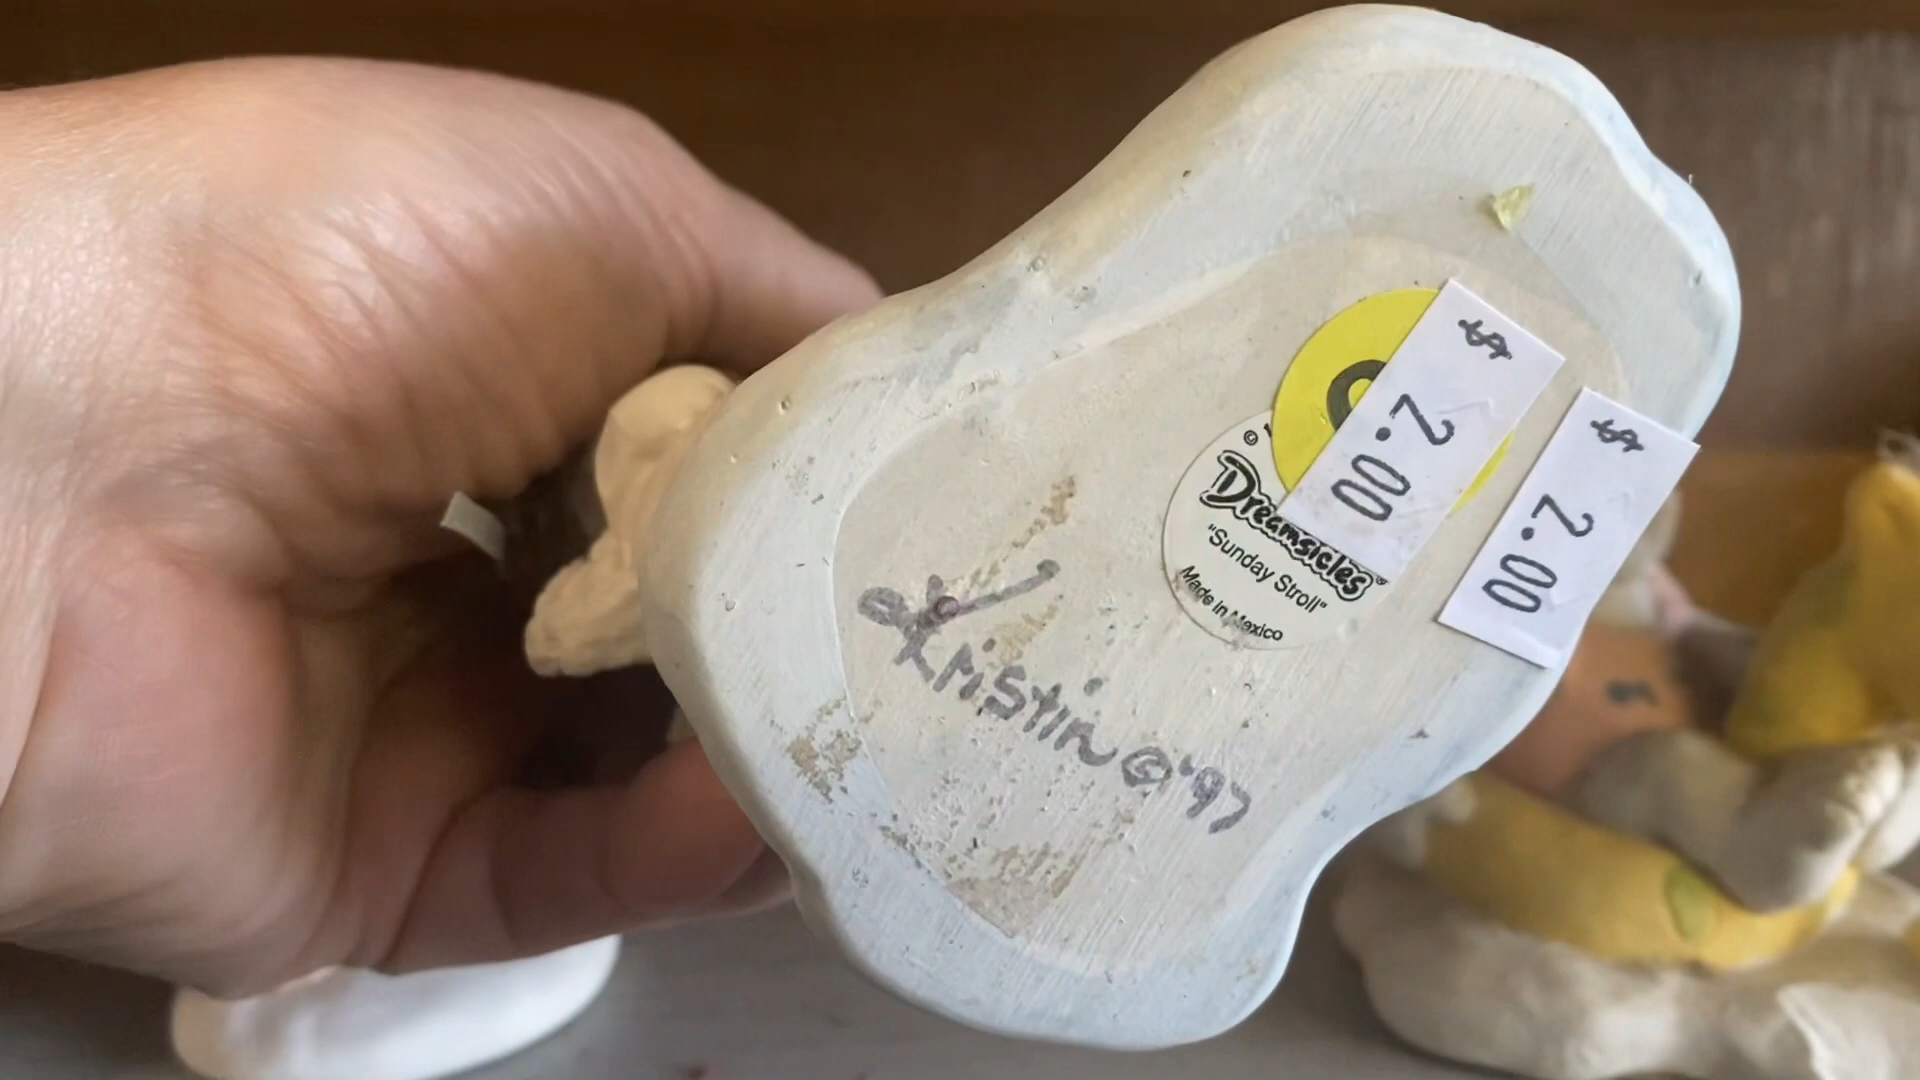 $ 2.00
$ 2.00
©
Dreamsicles®
"Sunday Stroll"
Made in Mexico
Kristin © '97